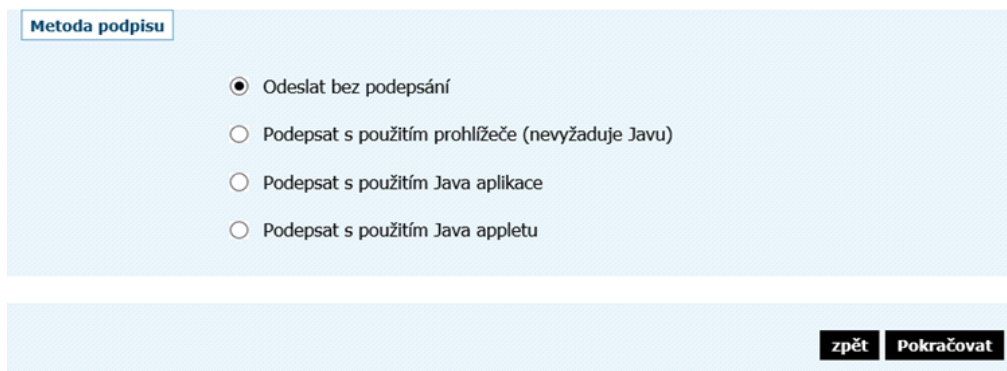 Metoda podpisu
Odeslat bez podepsání
Podepsat s použitím prohlížeče (nevyžaduje Javu)
Podepsat s použitím Java aplikace
Podepsat s použitím Java appletu
zpět Pokračovat